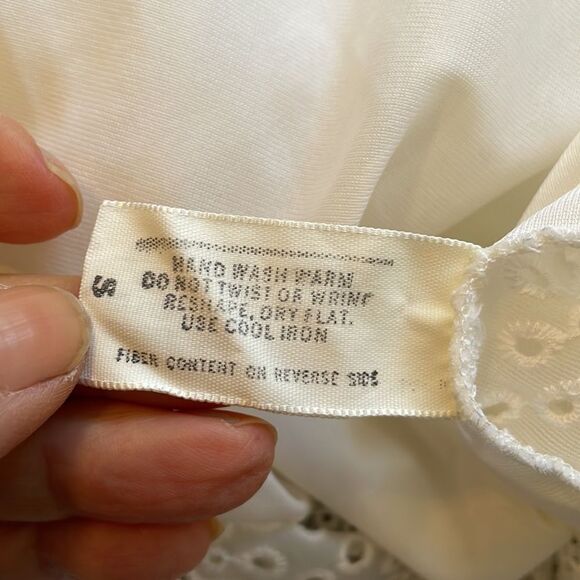 HAND WASH WARM
DO NOT TWIST OR WRING
RESHAPE, DRY FLAT.
USE COOL IRON
FIBER CONTENT ON REVERSE SIDE
S